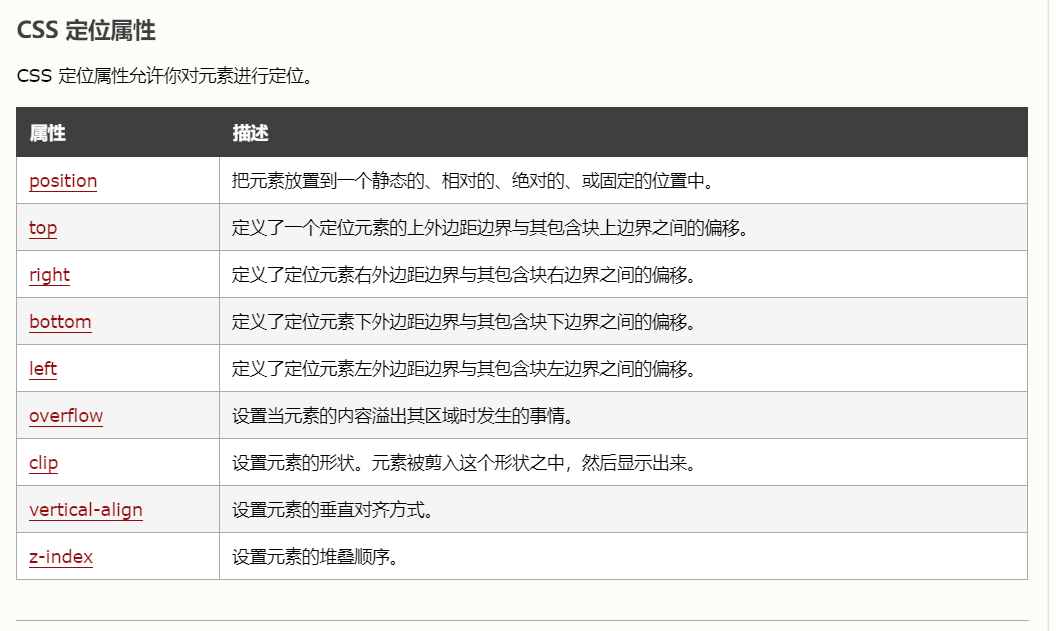 CSS 定位属性
CSS 定位属性允许你对元素进行定位。
属性 描述
position 把元素放置到一个静态的、相对的、绝对的、或固定的位置中。
top 定义了一个定位元素的上外边距边界与其包含块上边界之间的偏移。
right 定义了定位元素右外边距边界与其包含块右边界之间的偏移。
bottom 定义了定位元素下外边距边界与其包含块下边界之间的偏移。
left 定义了定位元素左外边距边界与其包含块左边界之间的偏移。
overflow 设置当元素的内容溢出其区域时发生的事情。
clip 设置元素的形状。元素被剪入这个形状之中，然后显示出来。
vertical-align 设置元素的垂直对齐方式。
z-index 设置元素的堆叠顺序。